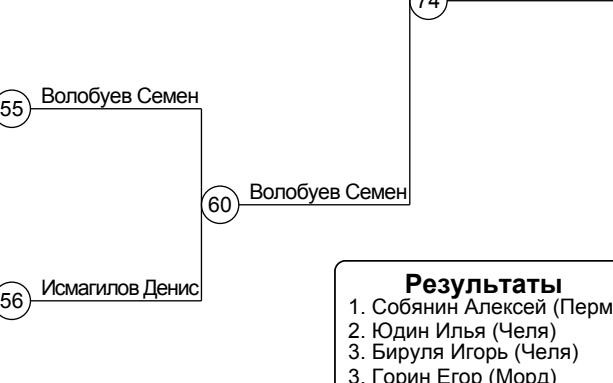 74
Волобуев Семен
55
Волобуев Семен
60
Исмагилов Денис
56
Результаты
1. Собянин Алексей (Перм
2. Юдин Илья (Челя)
3. Бируля Игорь (Челя)
3. Горин Егор (Морд)